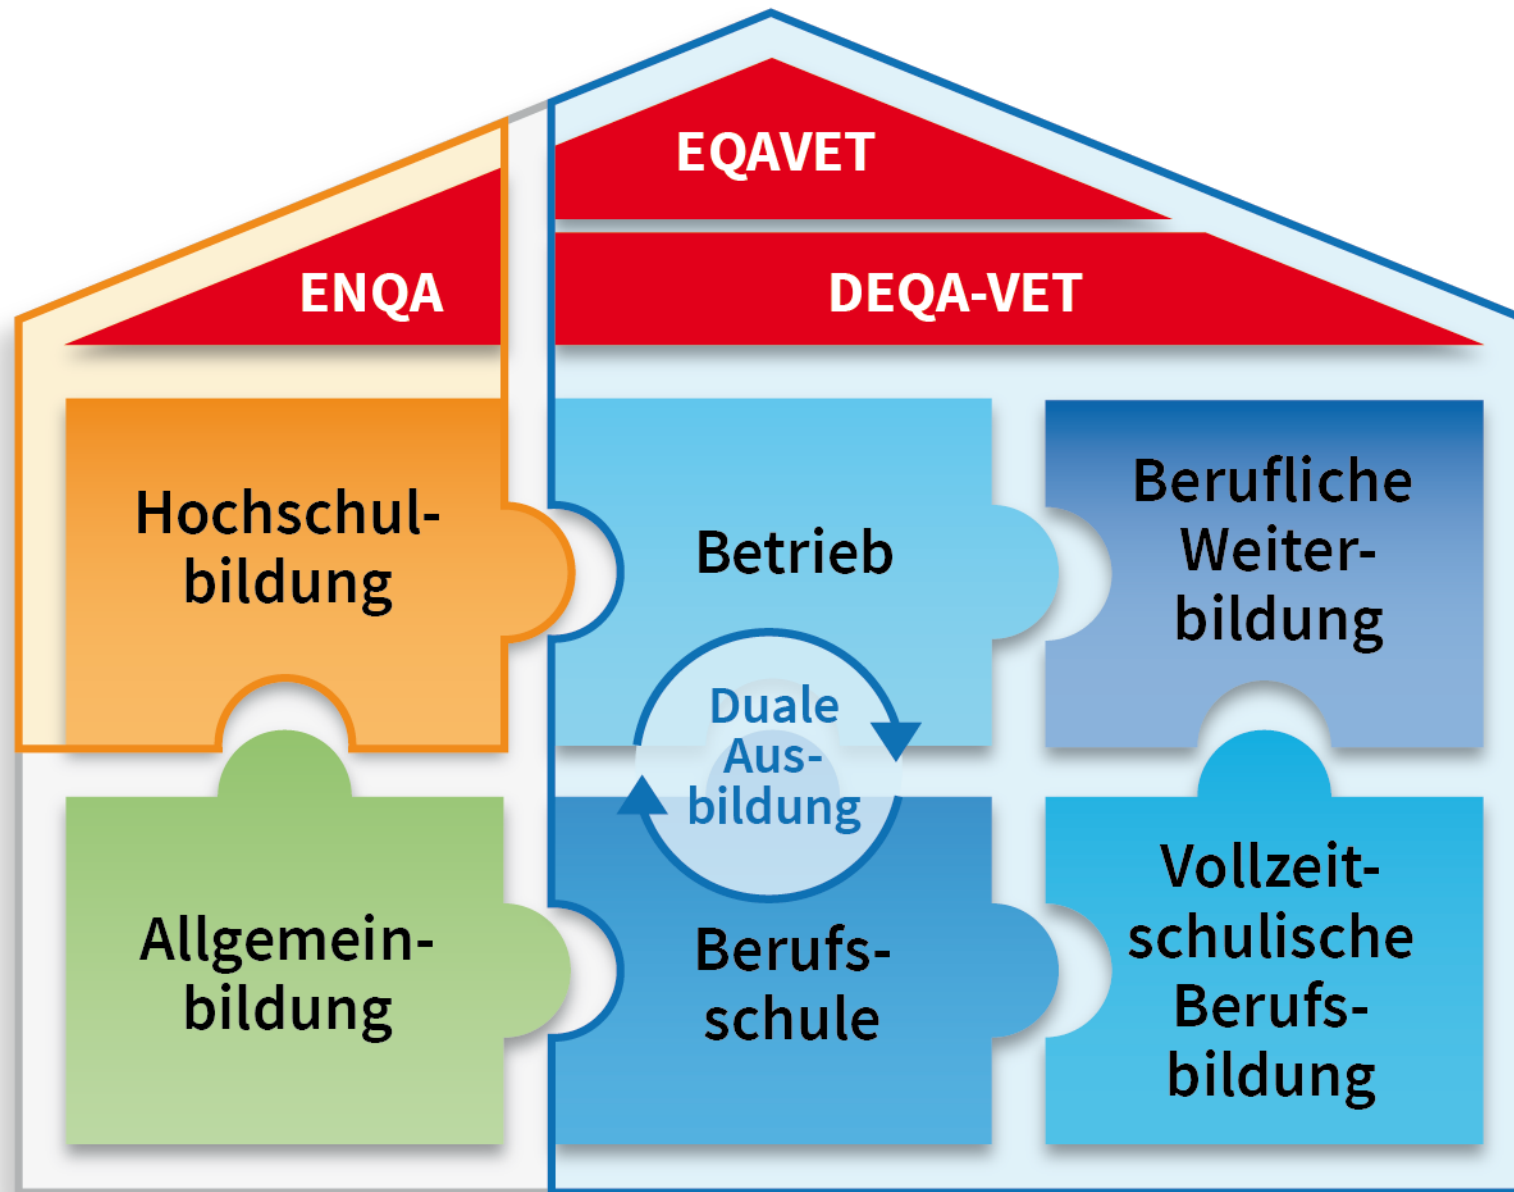 EQAVET
ENQA
DEQA-VET
Hochschul-
bildung
Betrieb
Berufliche
Weiter-
bildung
Duale
Aus-
bildung
Allgemein-
bildung
Berufs-
schule
Vollzeit-
schulische
Berufs-
bildung